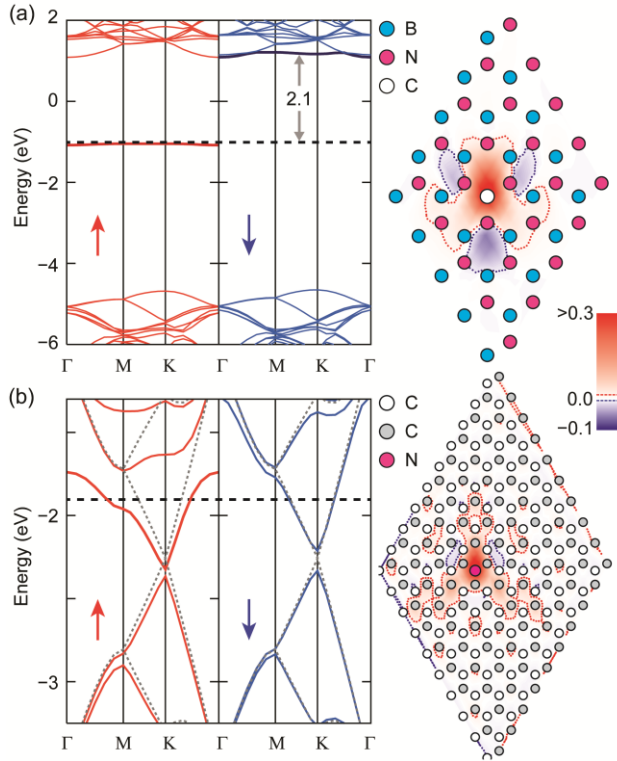 (a)
2
0
−2
−4
−6
Energy (eV)
2.1
Γ M K Γ M K Γ
B
N
C
>0.3
0.0
−0.1
(b)
−2
−3
Energy (eV)
Γ M K Γ M K Γ
C
C
N